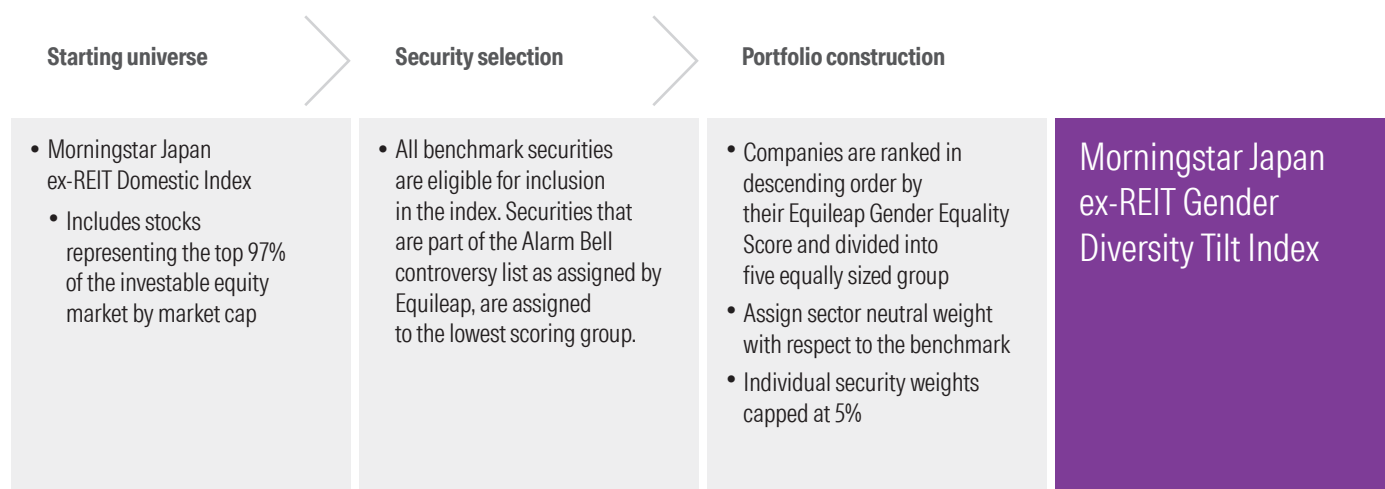 Starting universe
Security selection
Portfolio construction
• Morningstar Japan
ex-REIT Domestic Index
• Includes stocks
representing the top 97%
of the investable equity
market by market cap
• All benchmark securities
are eligible for inclusion
in the index. Securities that
are part of the Alarm Bell
controversy list as assigned by
Equileap, are assigned
to the lowest scoring group.
• Companies are ranked in
descending order by
their Equileap Gender Equality
Score and divided into
five equally sized group
• Assign sector neutral weight
with respect to the benchmark
• Individual security weights
capped at 5%
Morningstar Japan
ex-REIT Gender
Diversity Tilt Index